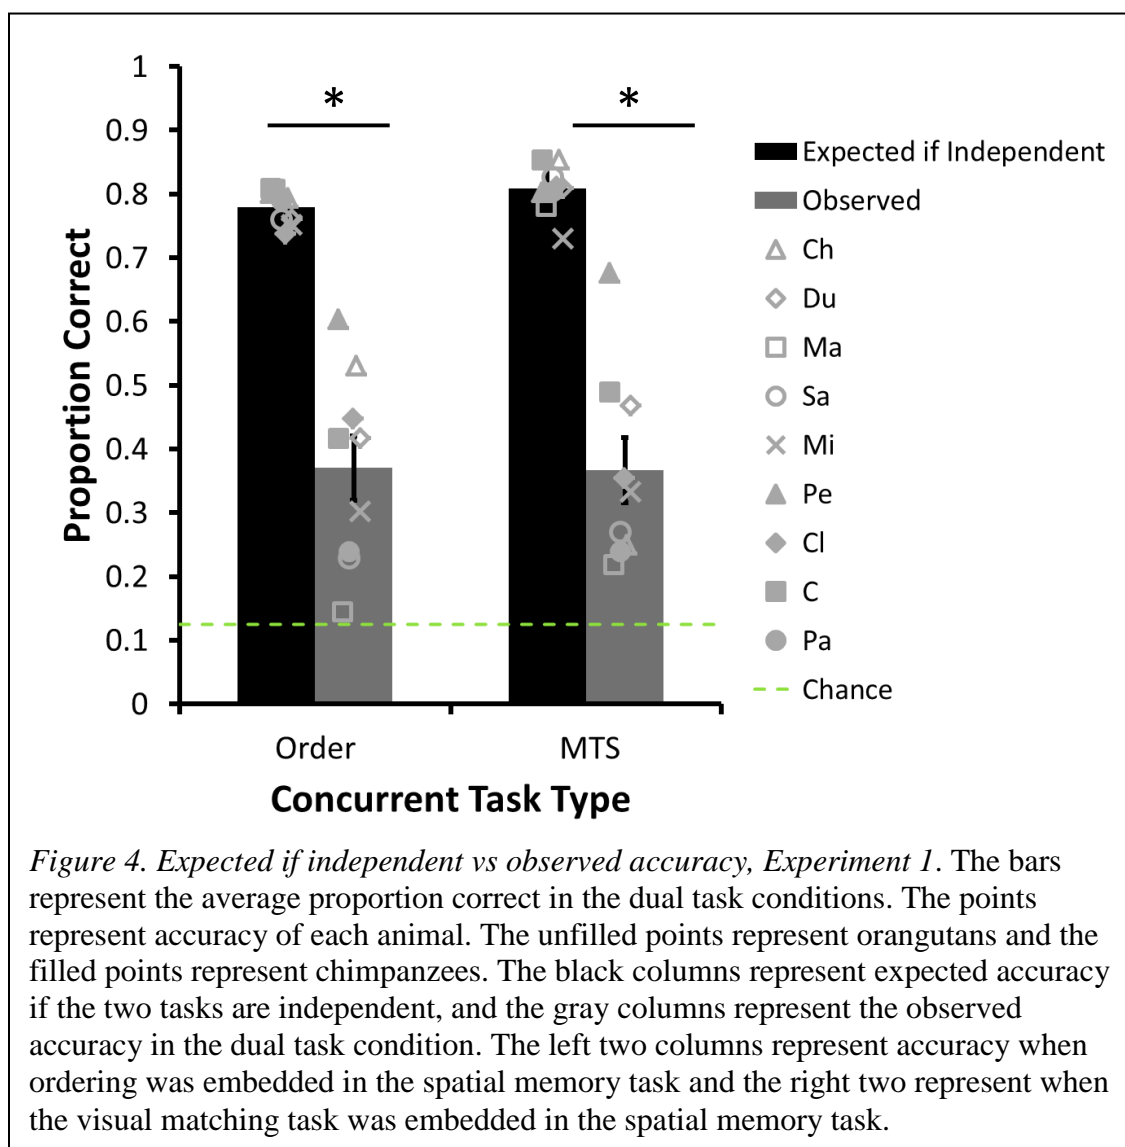 1
0.9
0.8
0.7
0.6
0.5
0.4
0.3
0.2
0.1
0
Proportion Correct
*
*
Order
MTS
Concurrent Task Type
Expected if Independent
Observed
Ch
Du
Ma
Sa
Mi
Pe
Cl
C
Pa
Chance
Figure 4. Expected if independent vs observed accuracy, Experiment 1. The bars
represent the average proportion correct in the dual task conditions. The points
represent accuracy of each animal. The unfilled points represent orangutans and the
filled points represent chimpanzees. The black columns represent expected accuracy
if the two tasks are independent, and the gray columns represent the observed
accuracy in the dual task condition. The left two columns represent accuracy when
ordering was embedded in the spatial memory task and the right two represent when
the visual matching task was embedded in the spatial memory task.